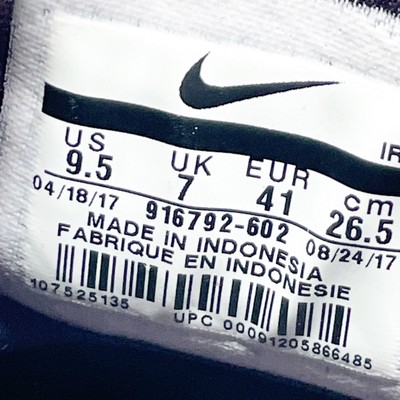 US UK EUR cm
9.5 7 41 26.5
04/18/17 916792-602 08/24/17
MADE IN INDONESIA
FABRIQUE EN INDONESIE
107525135
UPC 00091205866485